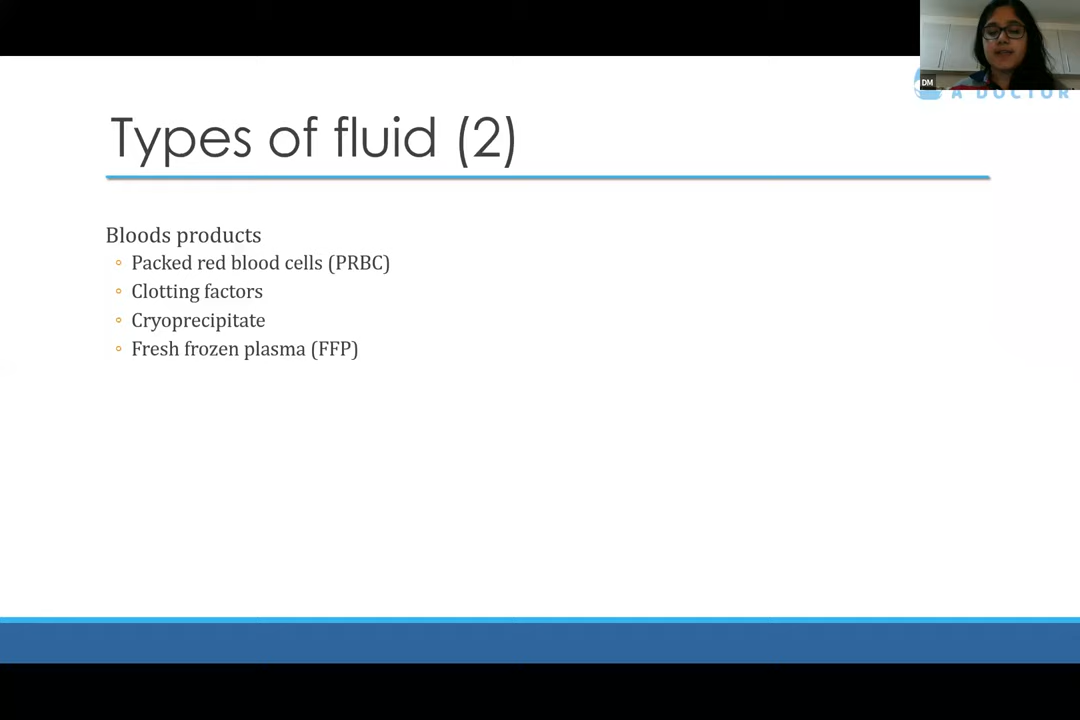 DM
A DOCTOR
Types of fluid (2)
Bloods products
Packed red blood cells (PRBC)
Clotting factors
Cryoprecipitate
Fresh frozen plasma (FFP)